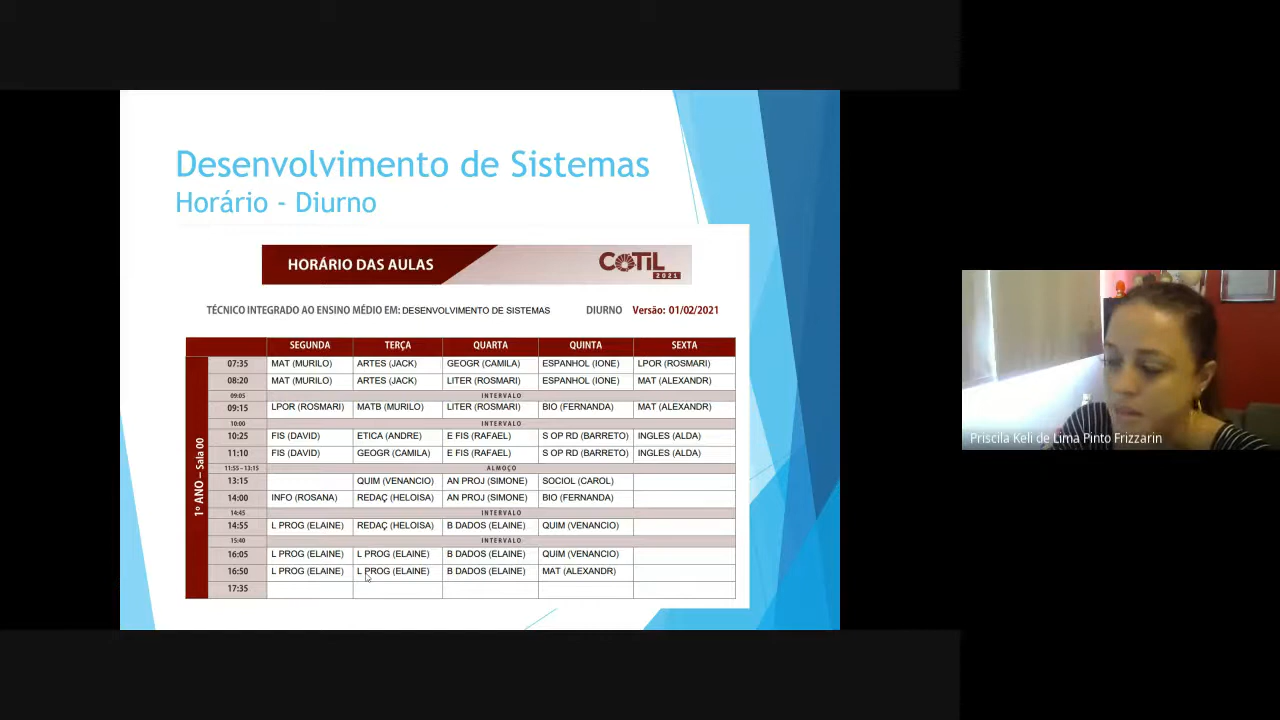 Desenvolvimento de Sistemas
Horário - Diurno
HORÁRIO DAS AULAS
COTIL
2021
TÉCNICO INTEGRADO AO ENSINO MÉDIO EM: DESENVOLVIMENTO DE SISTEMAS DIURNO Versão: 01/02/2021
SEGUNDA TERÇA QUARTA QUINTA SEXTA
1º ANO – Sala 00
07:35 MAT (MURILO) ARTES (JACK) GEOGR (CAMILA) ESPANHOL (IONE) LPOR (ROSMARI)
08:20 MAT (MURILO) ARTES (JACK) LITER (ROSMARI) ESPANHOL (IONE) MAT (ALEXANDR)
09:05 INTERVALO
09:15 LPOR (ROSMARI) MATB (MURILO) LITER (ROSMARI) BIO (FERNANDA) MAT (ALEXANDR)
10:00 INTERVALO
10:25 FIS (DAVID) ETICA (ANDRE) E FIS (RAFAEL) S OP RD (BARRETO) INGLES (ALDA)
11:10 FIS (DAVID) GEOGR (CAMILA) E FIS (RAFAEL) S OP RD (BARRETO) INGLES (ALDA)
11:55 - 13:15 ALMOÇO
13:15 QUIM (VENANCIO) AN PROJ (SIMONE) SOCIOL (CAROL)
14:00 INFO (ROSANA) REDAÇ (HELOISA) AN PROJ (SIMONE) BIO (FERNANDA)
14:45 INTERVALO
14:55 L PROG (ELAINE) REDAÇ (HELOISA) B DADOS (ELAINE) QUIM (VENANCIO)
15:40 INTERVALO
16:05 L PROG (ELAINE) L PROG (ELAINE) B DADOS (ELAINE) QUIM (VENANCIO)
16:50 L PROG (ELAINE) L PROG (ELAINE) B DADOS (ELAINE) MAT (ALEXANDR)
17:35
Priscila Keli de Lima Pinto Frizzarin